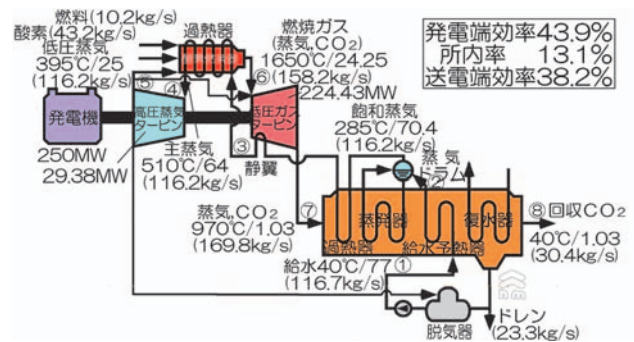 燃料(10.2kg/s)
酸素(43.2kg/s)
低圧蒸気
395℃/25
(116.2kg/s)
過熱器
燃焼ガス
(蒸気,CO2)
1650℃/24.25
(158.2kg/s)
発電端効率43.9%
所内率 13.1%
送電端効率38.2%
⑤
④
⑥
224.43MW
発電機
高圧蒸気
タービン
低圧ガス
タービン
250MW
29.38MW
主蒸気
510℃/64
(116.2kg/s)
③
静翼
飽和蒸気
285℃/70.4
(116.2kg/s)
蒸気
ドラム
(2)
蒸気,CO2
970℃/1.03
(169.8kg/s)
⑦
過熱器
蒸発器
給水予熱器
復水器
⑧回収CO2
40℃/1.03
(30.4kg/s)
給水40℃/77
(116.7kg/s)
①
脱気器
ドレン
(23.3kg/s)